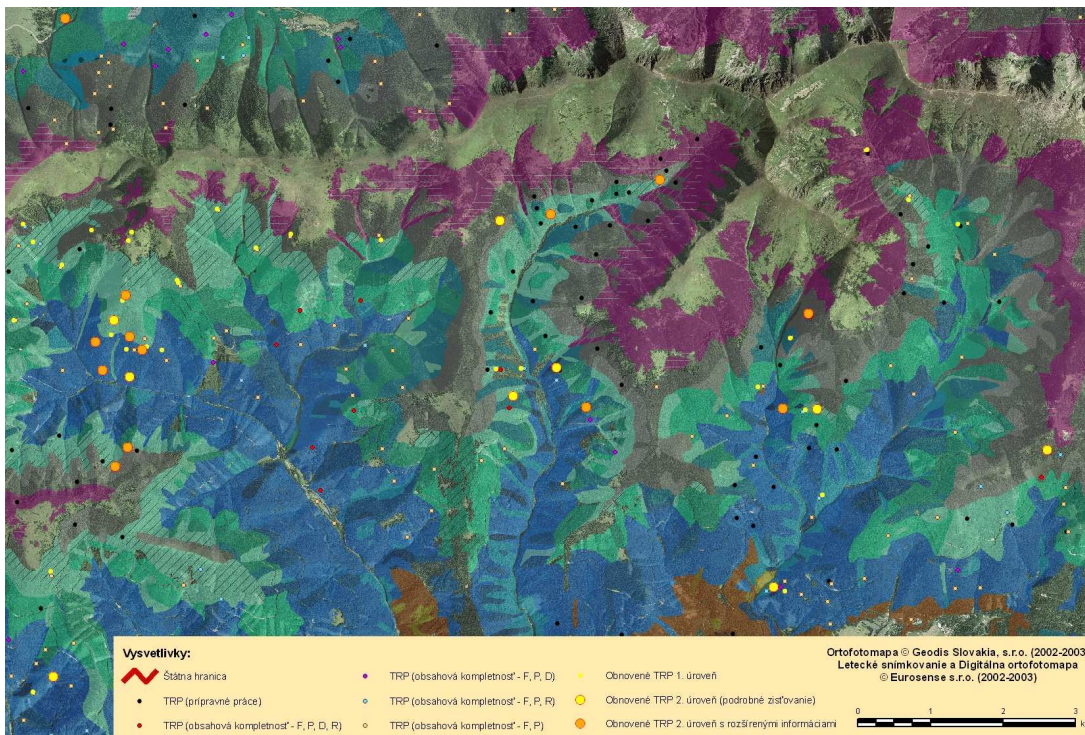 Vysvetlivky:
Štátna hranica
TRP (prípravné práce)
TRP (obsahová kompletnosť - F, P, D, R)
TRP (obsahová kompletnosť - F, P, D)
TRP (obsahová kompletnosť - F, P, R)
TRP (obsahová kompletnosť - F, P)
Obnovené TRP 1. úroveň
Obnovené TRP 2. úroveň (podrobné zisťovanie)
Obnovené TRP 2. úroveň s rozšírenými informáciami
Ortofotomapa © Geodis Slovakia, s.r.o. (2002-2003
Letecké snímkovanie a Digitálna ortofotomapa
© Eurosense s.r.o. (2002-2003)
0 1 2 3
k